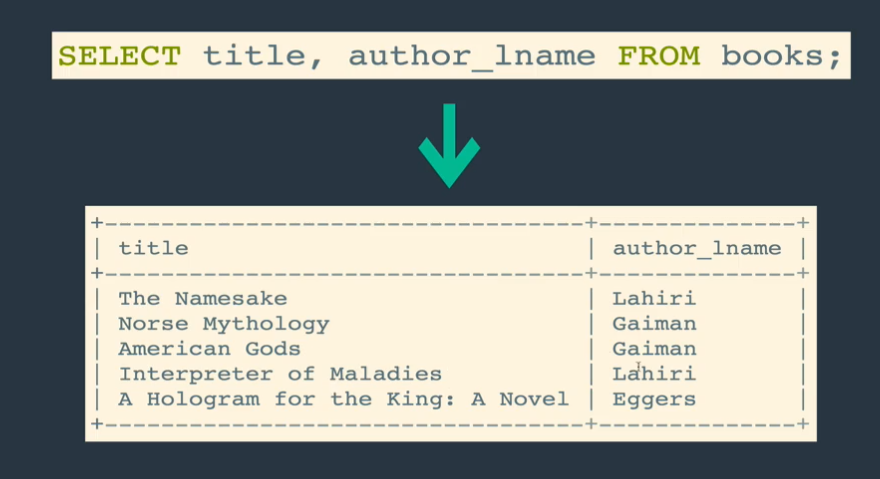 SELECT title, author_lname FROM books;
+----------------------------------+--------------+
| title                            | author_lname |
+----------------------------------+--------------+
| The Namesake                     | Lahiri       |
| Norse Mythology                  | Gaiman       |
| American Gods                    | Gaiman       |
| Interpreter of Maladies          | Lahiri       |
| A Hologram for the King: A Novel | Eggers       |
+----------------------------------+--------------+